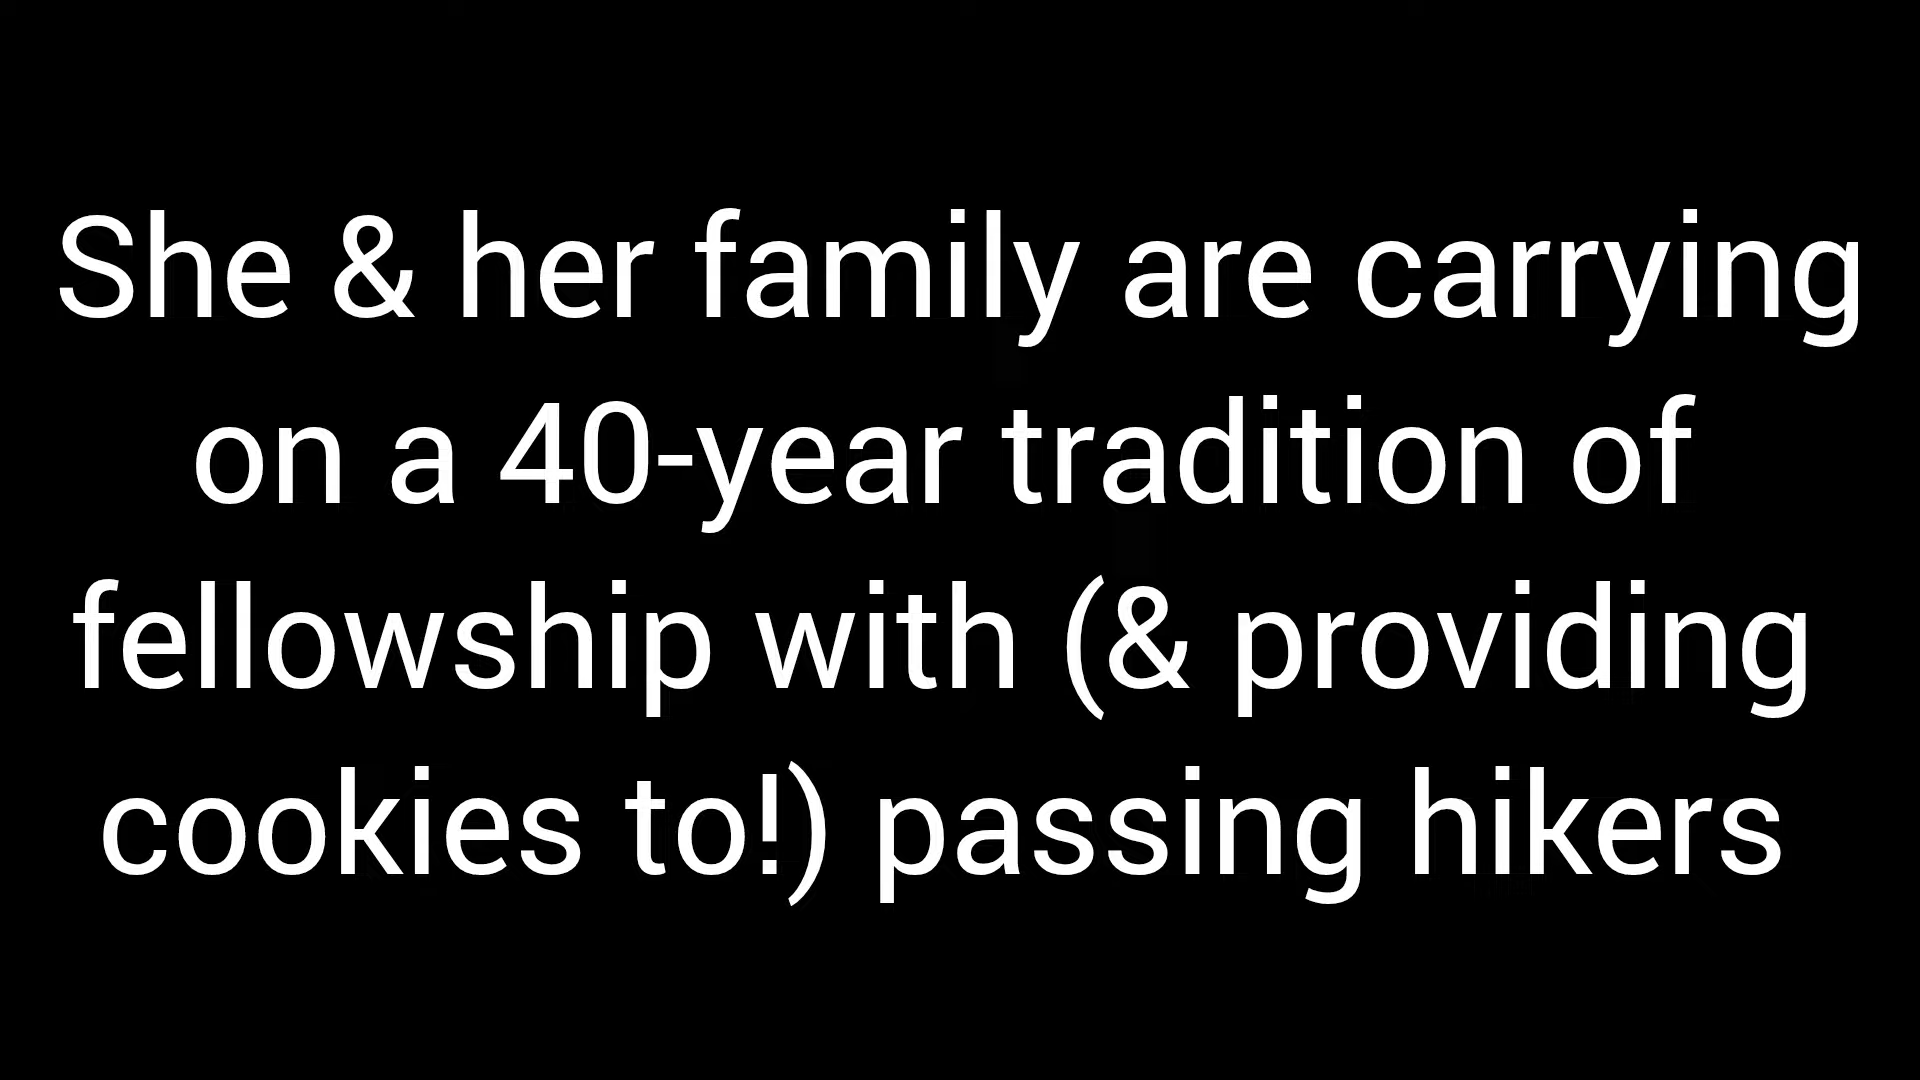 She & her family are carrying
on a 40-year tradition of
fellowship with (& providing
cookies to!) passing hikers